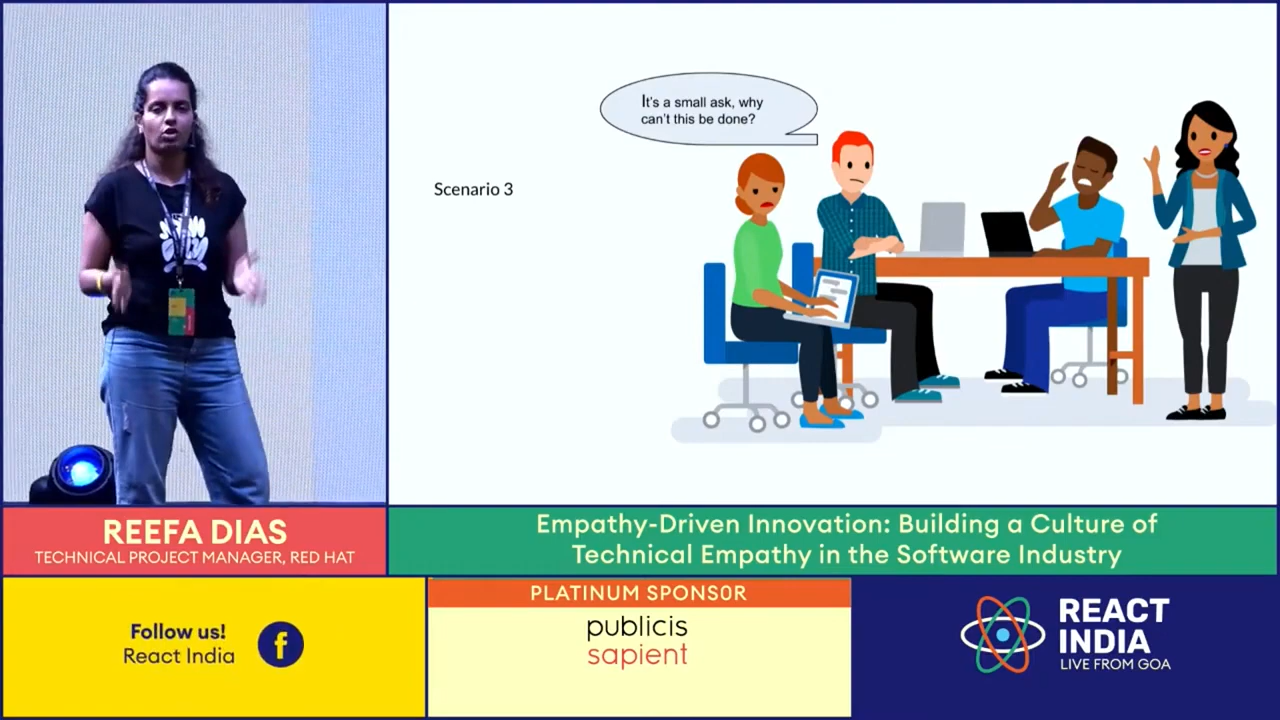 It's a small ask, why
can't this be done?
Scenario 3
REEFA DIAS
TECHNICAL PROJECT MANAGER, RED HAT
Empathy-Driven Innovation: Building a Culture of
Technical Empathy in the Software Industry
Follow us!
React India
f
PLATINUM SPONSOR
publicis
sapient
REACT
INDIA
LIVE FROM GOA